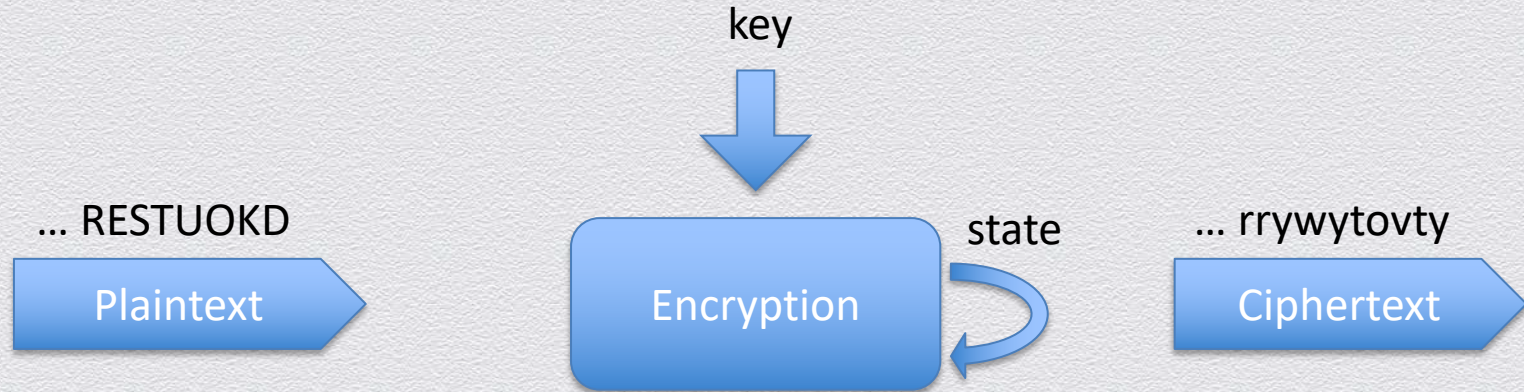 key
... RESTUOKD
state
... rrywytovty
Plaintext
Encryption
Ciphertext